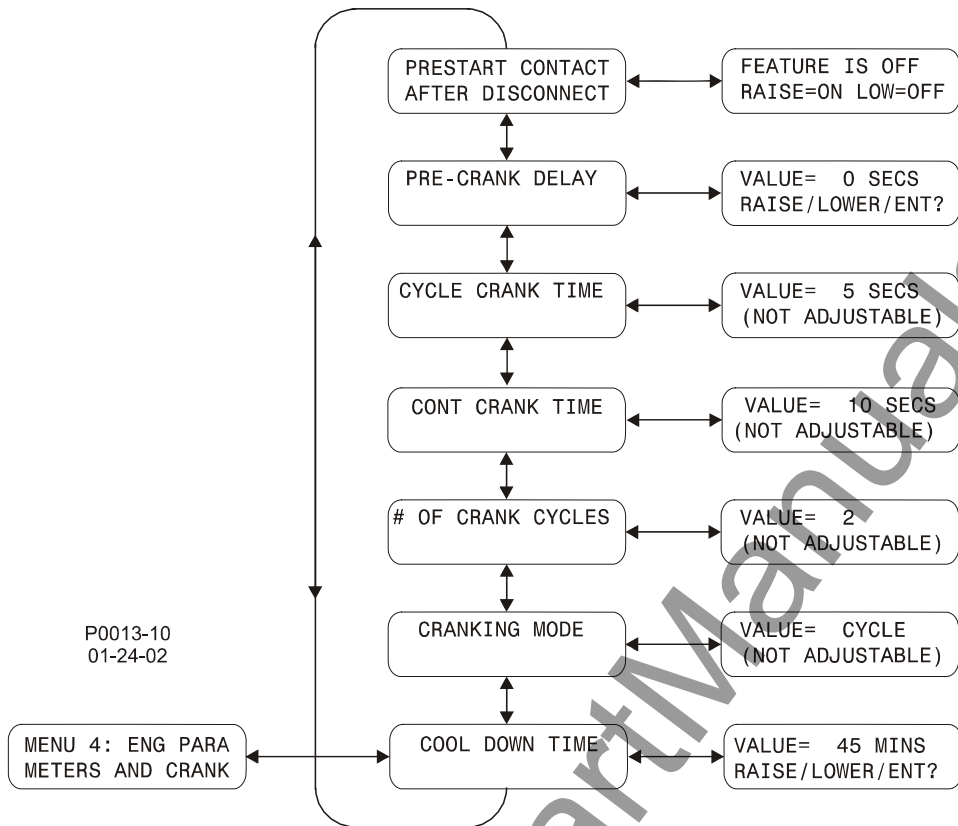 PRESTART CONTACT
AFTER DISCONNECT
FEATURE IS OFF
RAISE=ON LOW=OFF
PRE-CRANK DELAY
VALUE= 0 SECS
RAISE/LOWER/ENT?
CYCLE CRANK TIME
VALUE= 5 SECS
(NOT ADJUSTABLE)
CONT CRANK TIME
VALUE= 10 SECS
(NOT ADJUSTABLE)
# OF CRANK CYCLES
VALUE= 2
(NOT ADJUSTABLE)
CRANKING MODE
VALUE= CYCLE
(NOT ADJUSTABLE)
P0013-10
01-24-02
MENU 4: ENG PARA
METERS AND CRANK
COOL DOWN TIME
VALUE= 45 MINS
RAISE/LOWER/ENT?